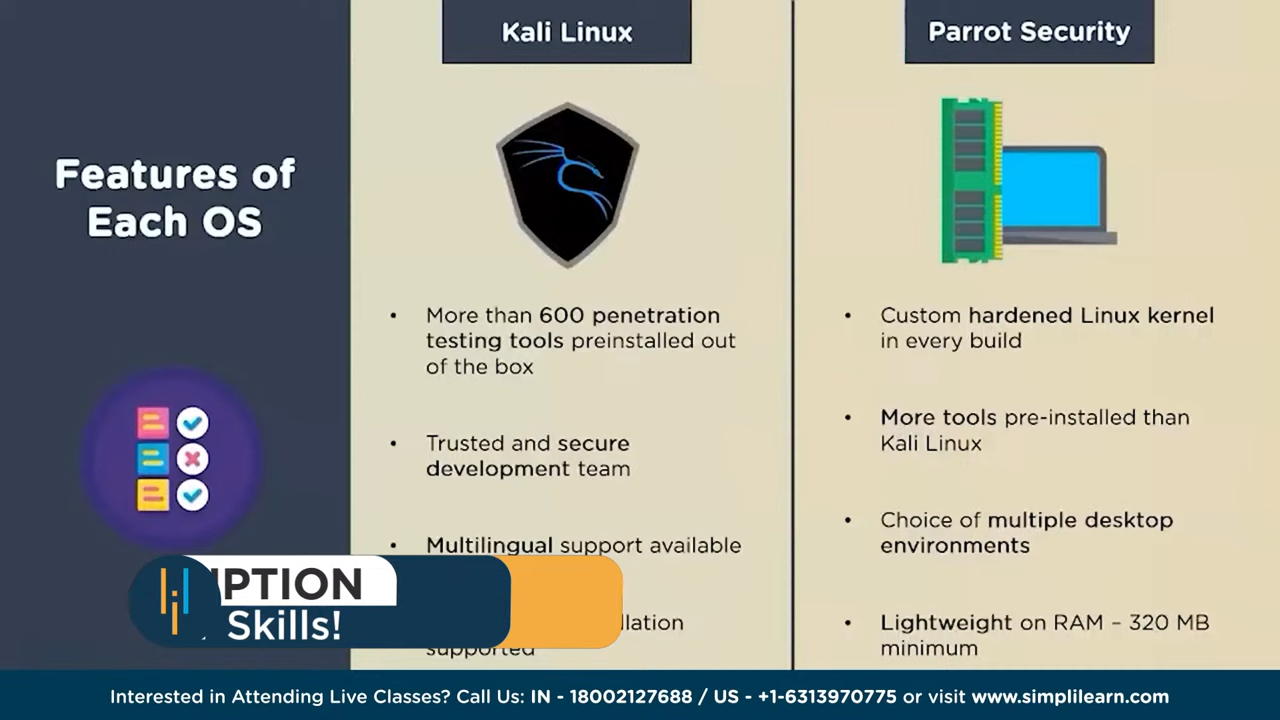 Kali Linux
Parrot Security
Features of
Each OS
• More than 600 penetration
testing tools preinstalled out
of the box
• Trusted and secure
development team
• Multilingual support available
supported
• Custom hardened Linux kernel
in every build
• More tools pre-installed than
Kali Linux
• Choice of multiple desktop
environments
• Lightweight on RAM – 320 MB
minimum
IPTION
Skills!
Interested in Attending Live Classes? Call Us: IN - 18002127688 / US - +1-6313970775 or visit www.simplilearn.com